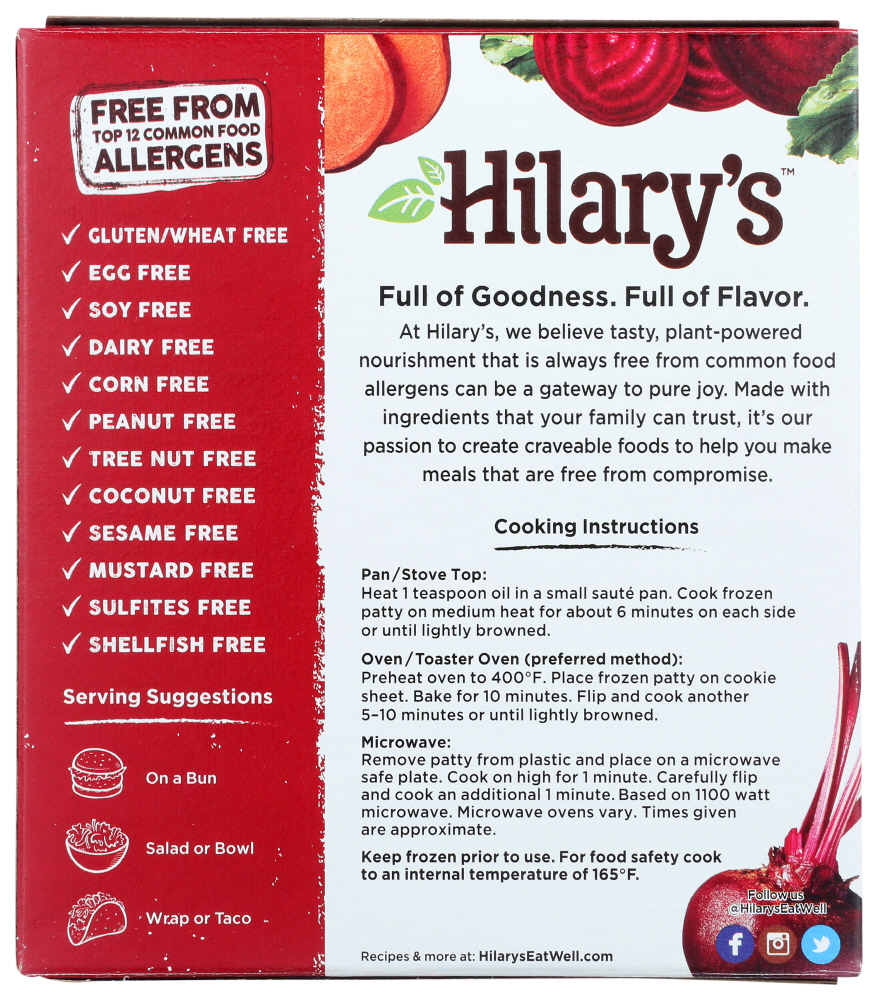 FREE FROM
TOP 12 COMMON FOOD
ALLERGENS
✓ GLUTEN/WHEAT FREE
✓ EGG FREE
✓ SOY FREE
✓ DAIRY FREE
✓ CORN FREE
✓ PEANUT FREE
✓ TREE NUT FREE
✓ COCONUT FREE
✓ SESAME FREE
✓ MUSTARD FREE
✓ SULFITES FREE
✓ SHELLFISH FREE
Serving Suggestions
On a Bun
Salad or Bowl
Wrap or Taco
Hilary's™
Full of Goodness. Full of Flavor.
At Hilary's, we believe tasty, plant-powered
nourishment that is always free from common food
allergens can be a gateway to pure joy. Made with
ingredients that your family can trust, it's our
passion to create craveable foods to help you make
meals that are free from compromise.
Cooking Instructions
Pan/Stove Top:
Heat 1 teaspoon oil in a small sauté pan. Cook frozen
patty on medium heat for about 6 minutes on each side
or until lightly browned.
Oven/Toaster Oven (preferred method):
Preheat oven to 400°F. Place frozen patty on cookie
sheet. Bake for 10 minutes. Flip and cook another
5–10 minutes or until lightly browned.
Microwave:
Remove patty from plastic and place on a microwave
safe plate. Cook on high for 1 minute. Carefully flip
and cook an additional 1 minute. Based on 1100 watt
microwave. Microwave ovens vary. Times given
are approximate.
Keep frozen prior to use. For food safety cook
to an internal temperature of 165°F.
Follow us
@HilarysEatWell
Recipes & more at: HilarysEatWell.com